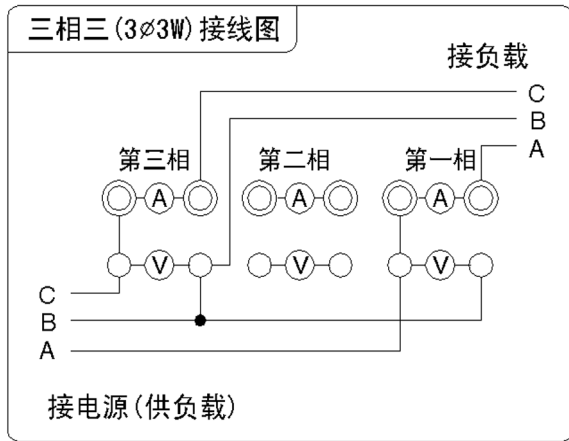 三相三(3ø3W)接线图
接负载
C
B
A
第三相 第二相 第一相
A A A
V V V
C
B
A
接电源(供负载)